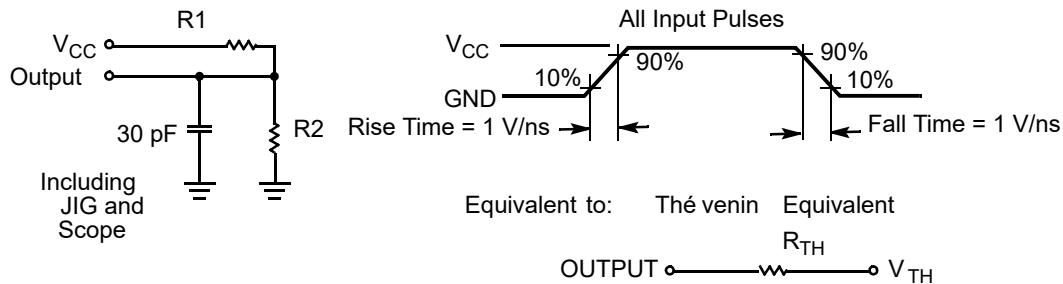 R1
VCC
Output
30 pF
R2
Including
JIG and
Scope
All Input Pulses
VCC
90%
90%
10%
10%
GND
Rise Time = 1 V/ns
Fall Time = 1 V/ns
Equivalent to: Thé venin Equivalent
RTH
OUTPUT
VTH